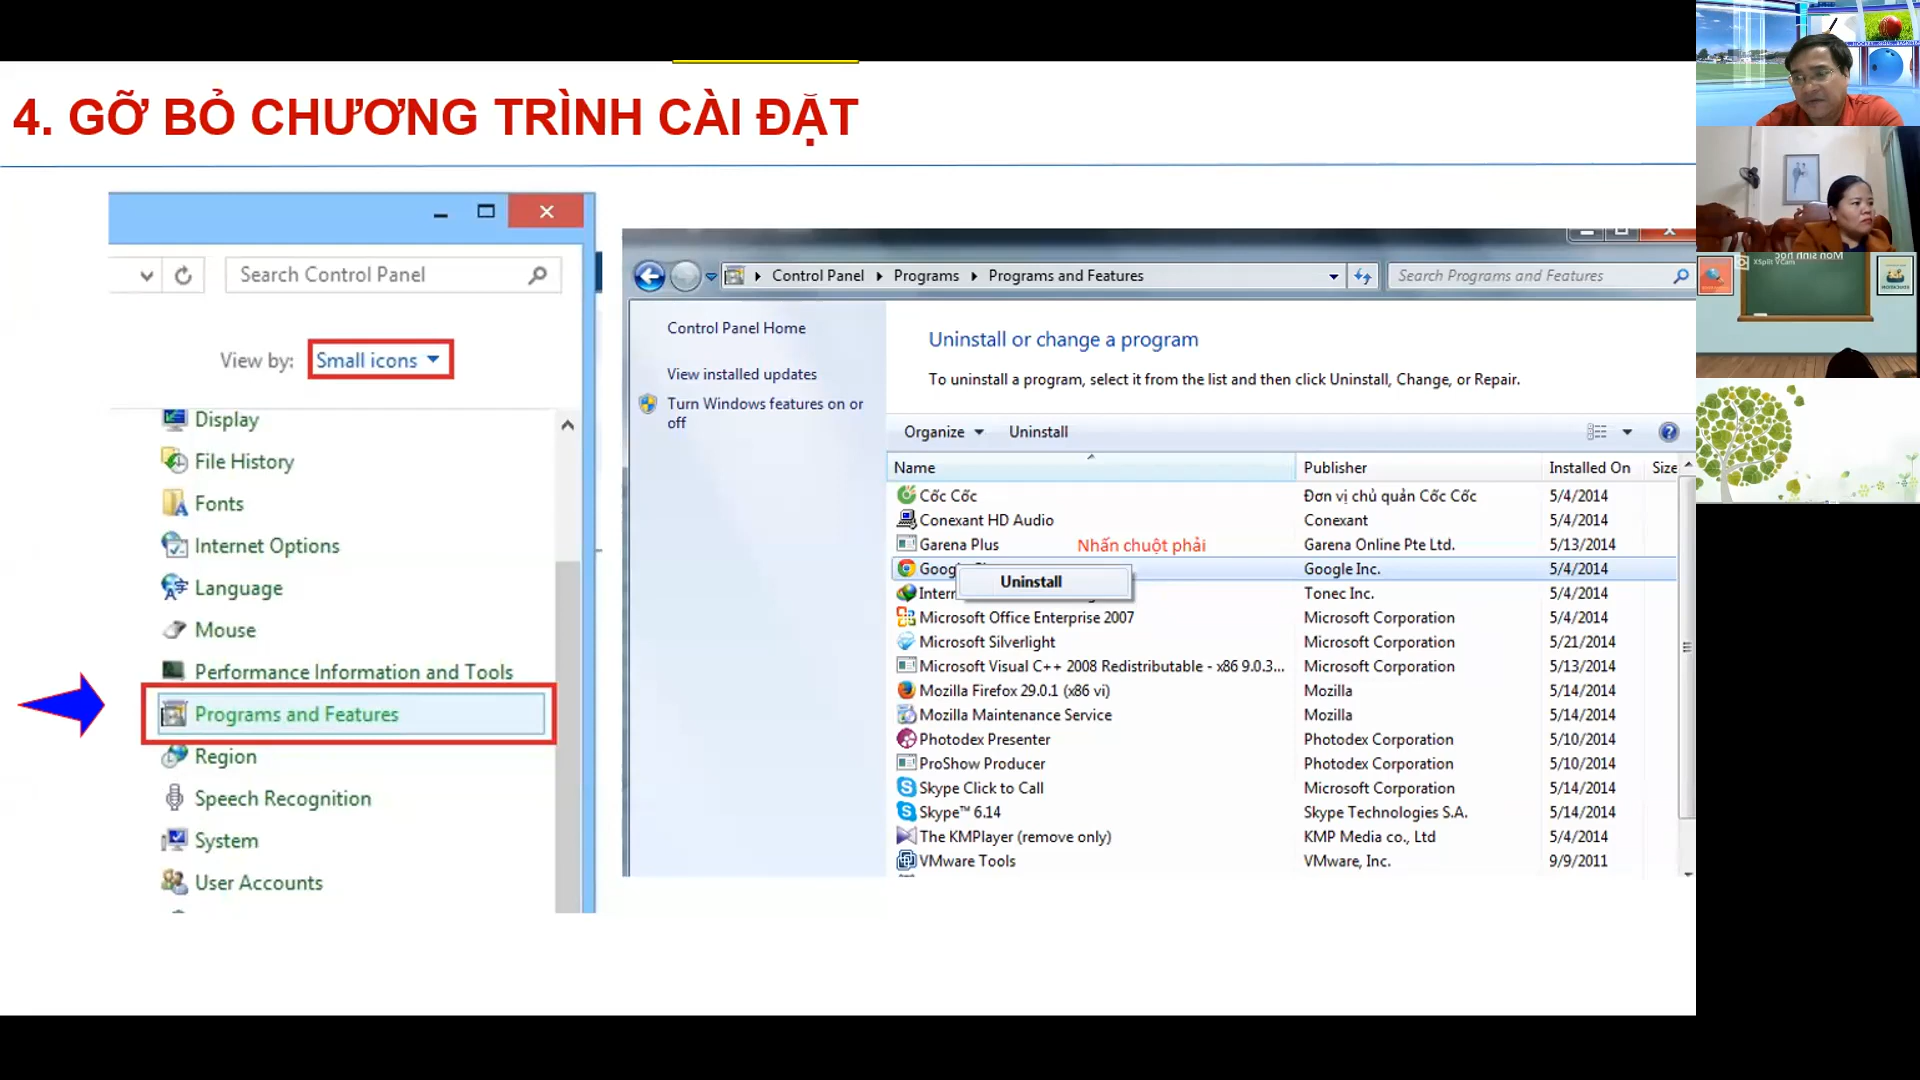 4. GỠ BỎ CHƯƠNG TRÌNH CÀI ĐẶT
Search Control Panel
View by: Small icons
Display
File History
Fonts
Internet Options
Language
Mouse
Performance Information and Tools
Programs and Features
Region
Speech Recognition
System
User Accounts
Control Panel Programs Programs and Features
Search Programs and Features
Control Panel Home
View installed updates
Turn Windows features on or
off
Uninstall or change a program
To uninstall a program, select it from the list and then click Uninstall, Change, or Repair.
Organize Uninstall
Name Publisher Installed On Size
Cốc Cốc Đơn vị chủ quản Cốc Cốc 5/4/2014
Conexant HD Audio Conexant 5/4/2014
Garena Plus Nhấn chuột phải Garena Online Pte Ltd. 5/13/2014
Google Inc. 5/4/2014
Uninstall
Tonec Inc. 5/4/2014
Microsoft Office Enterprise 2007 Microsoft Corporation 5/4/2014
Microsoft Silverlight Microsoft Corporation 5/21/2014
Microsoft Visual C++ 2008 Redistributable - x86 9.0.3... Microsoft Corporation 5/13/2014
Mozilla Firefox 29.0.1 (x86 vi) Mozilla 5/14/2014
Mozilla Maintenance Service Mozilla 5/14/2014
Photodex Presenter Photodex Corporation 5/10/2014
ProShow Producer Photodex Corporation 5/10/2014
Skype Click to Call Microsoft Corporation 5/14/2014
Skype™ 6.14 Skype Technologies S.A. 5/14/2014
The KMPlayer (remove only) KMP Media co., Ltd 5/4/2014
VMware Tools VMware, Inc. 9/9/2011
XSplit VCam
Môn sinh học